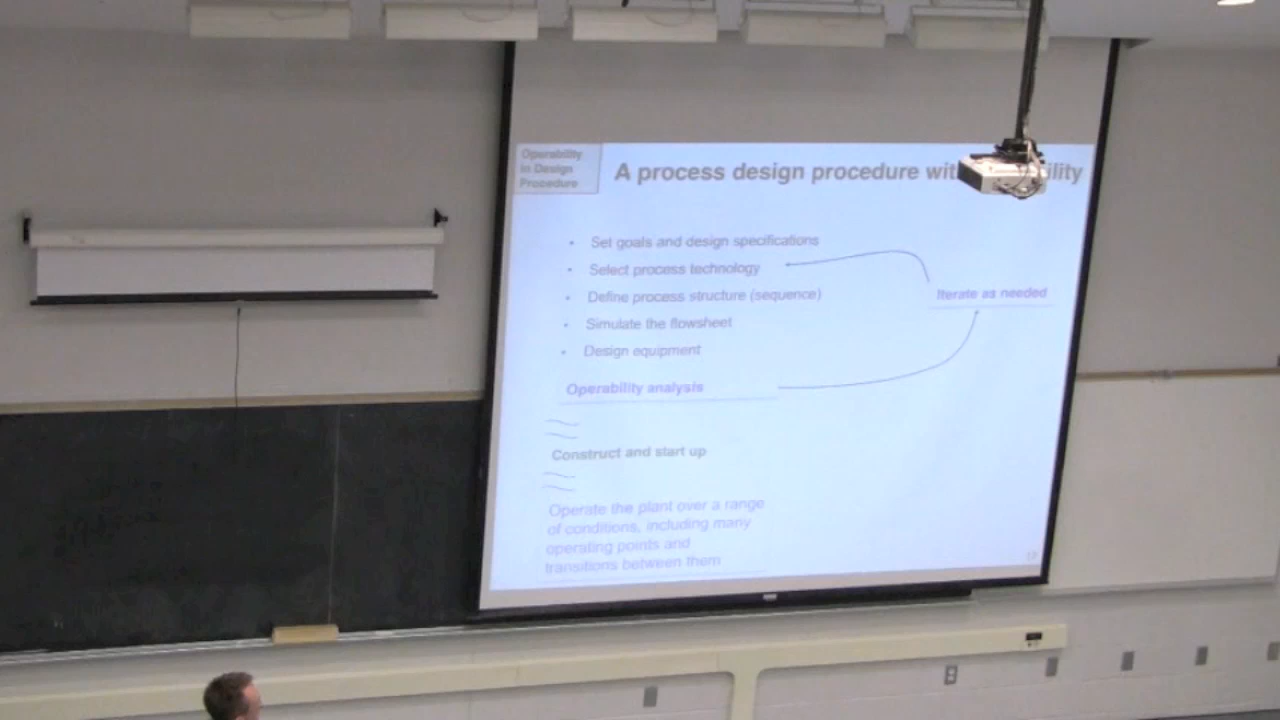 Operability
in Design
Procedure
A process design procedure with ility
• Set goals and design specifications
• Select process technology
• Define process structure (sequence)
Iterate as needed
• Simulate the flowsheet
• Design equipment
Operability analysis
Construct and start up
Operate the plant over a range
of conditions, including many
operating points and
transitions between them